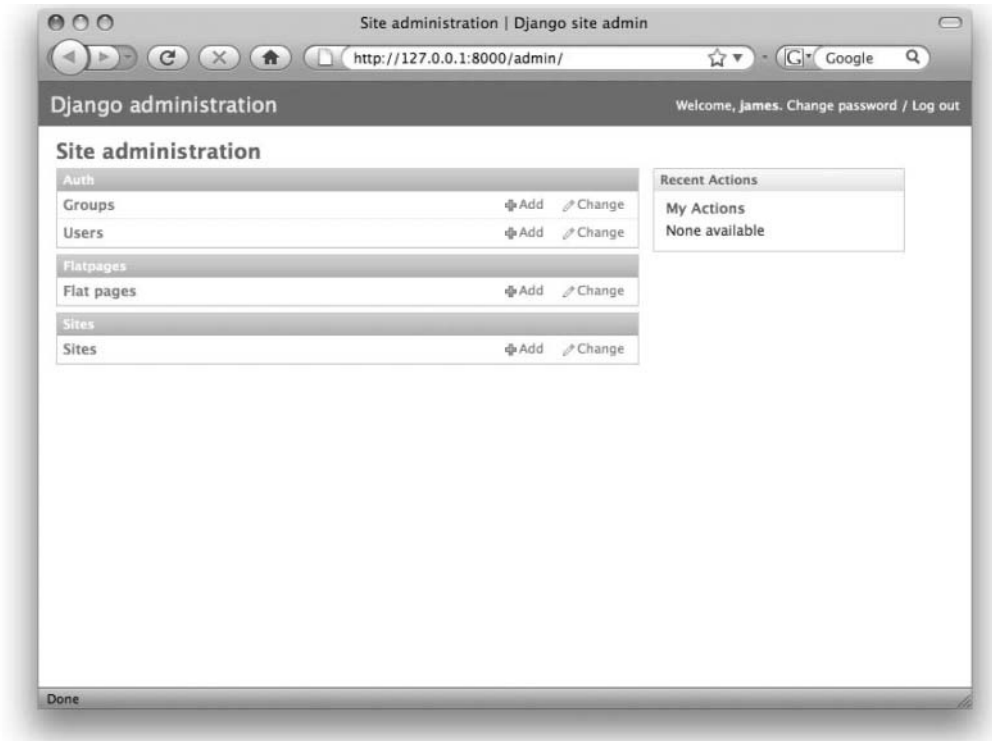 Site administration | Django site admin
http://127.0.0.1:8000/admin/
G Google
Django administration
Welcome, james. Change password / Log out
Site administration
Auth
Groups Add Change
Users Add Change
Flatpages
Flat pages Add Change
Sites
Sites Add Change
Recent Actions
My Actions
None available
Done